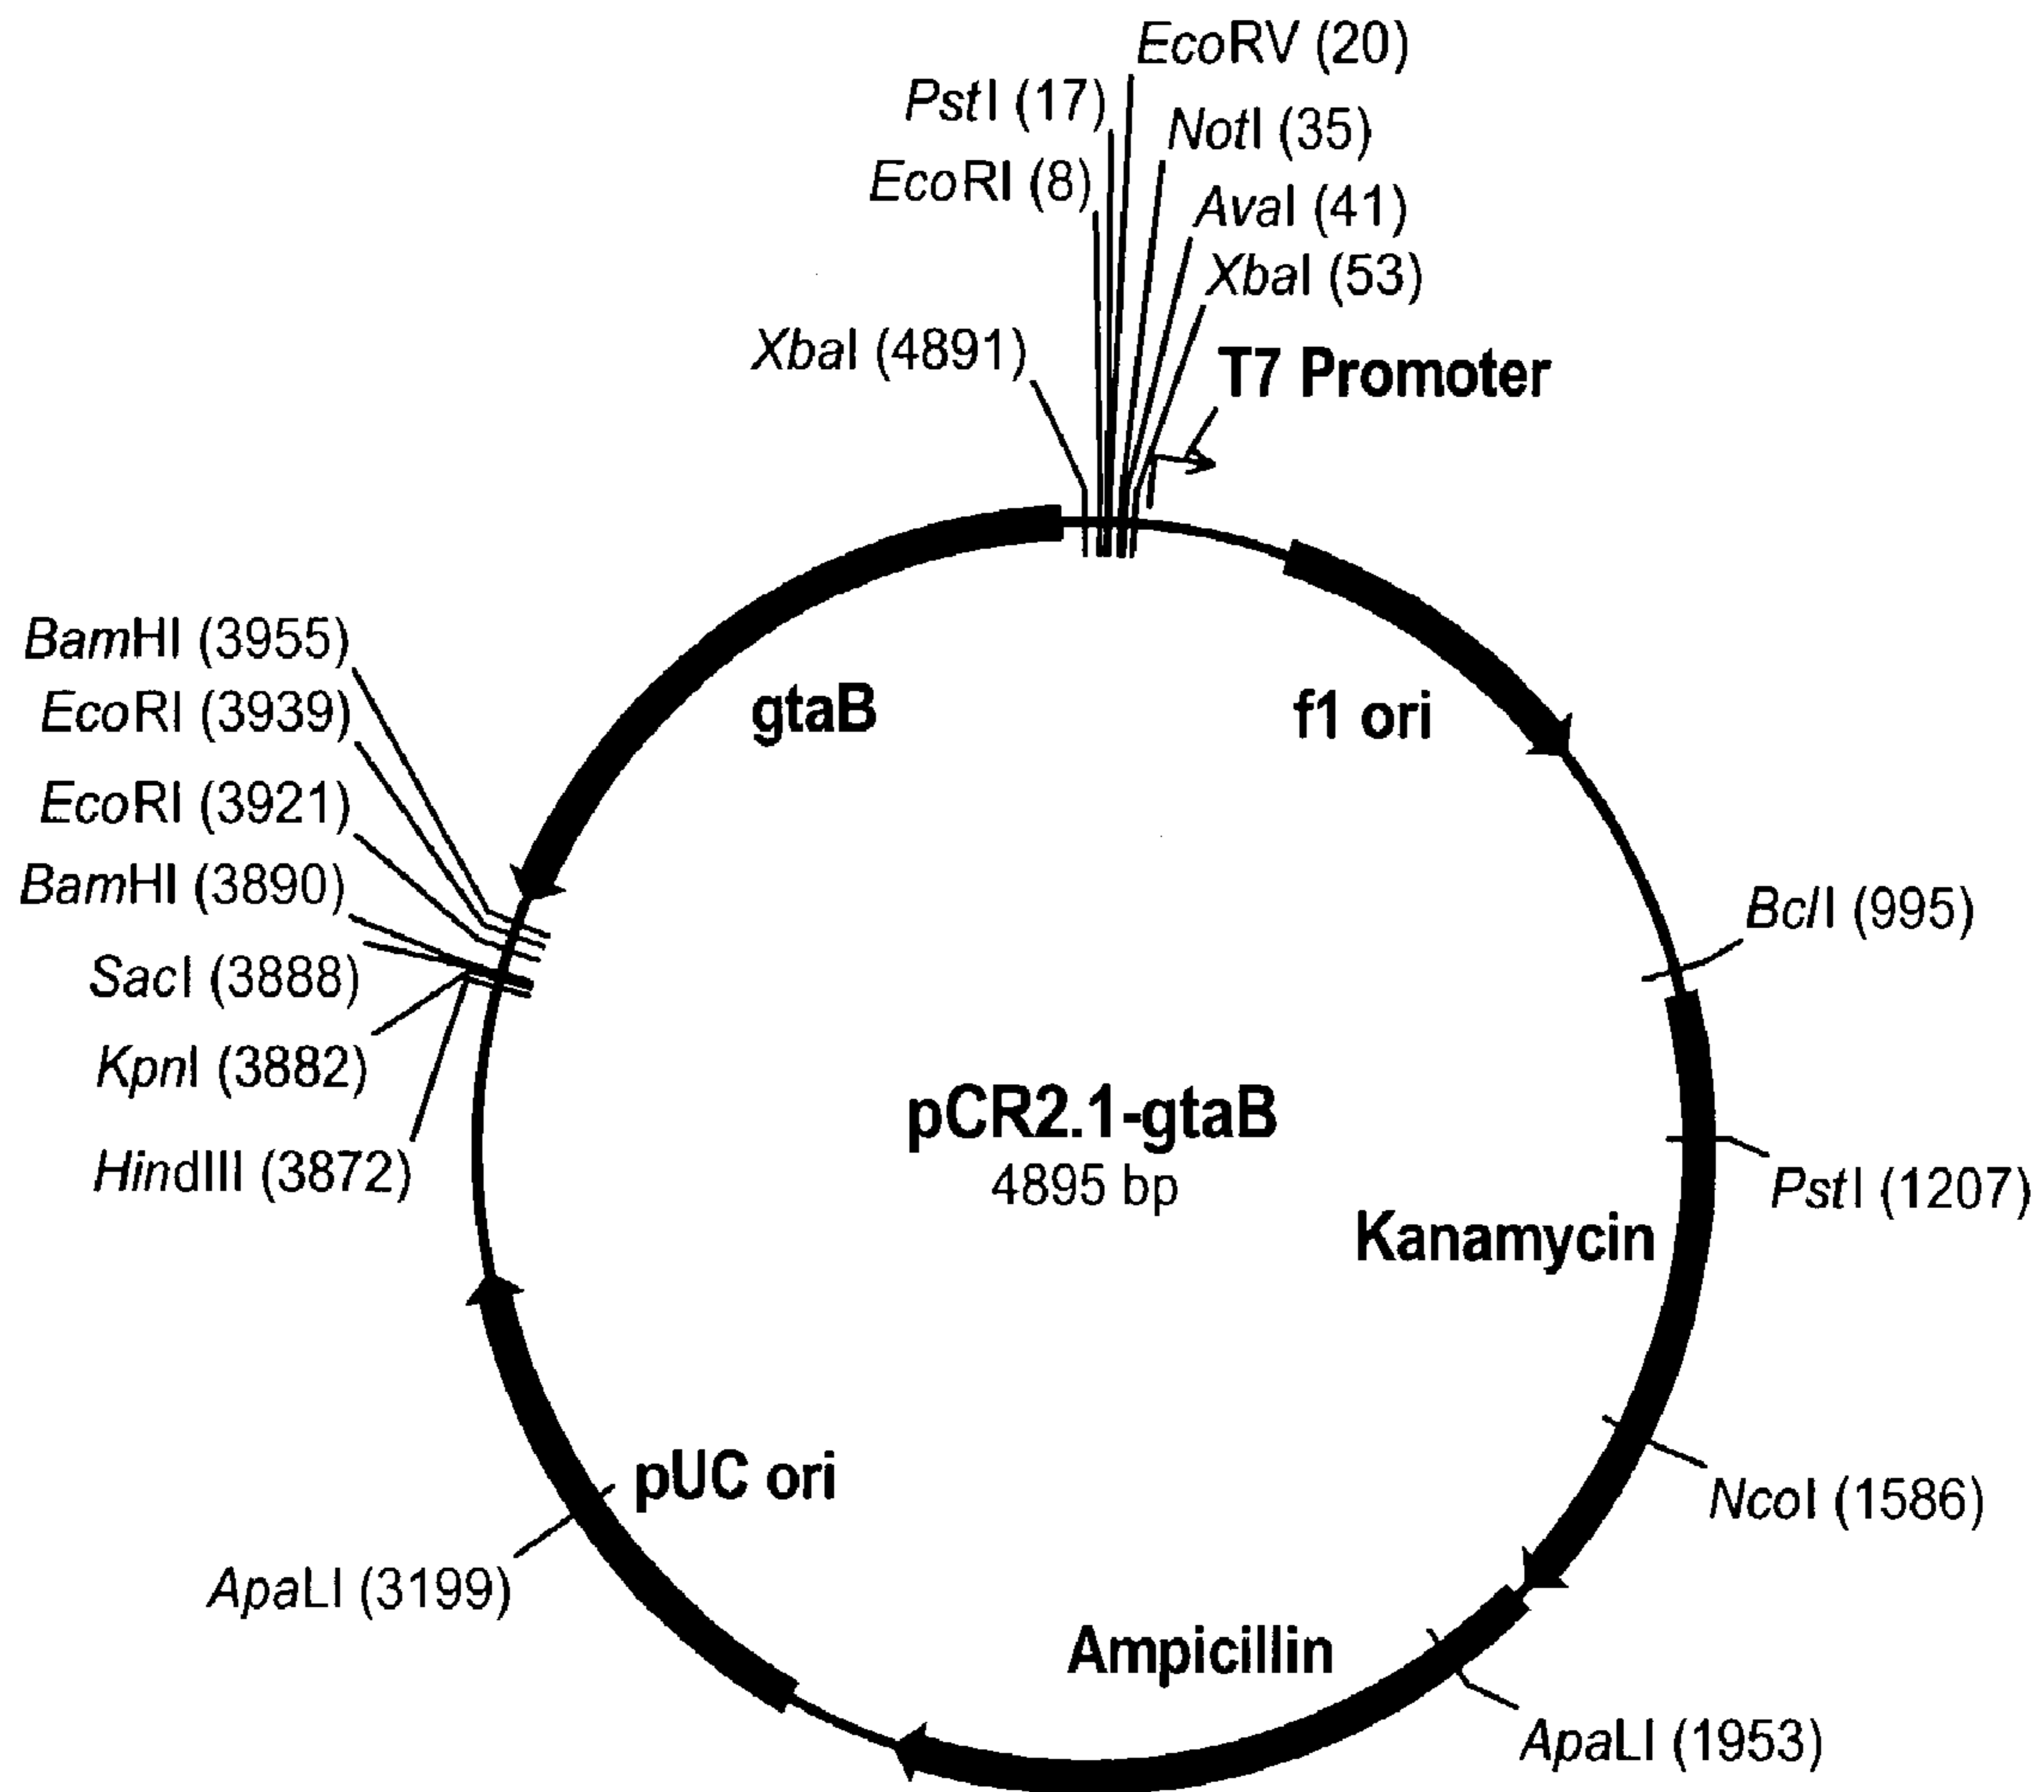 EcoRV (20)
PstI (17)
NotI (35)
EcoRI (8)
AvaI (41)
XbaI (53)
XbaI (4891)
T7 Promoter
BamHI (3955)
EcoRI (3939)
gtaB
f1 ori
EcoRI (3921)
BamHI (3890)
BclI (995)
SacI (3888)
KpnI (3882)
pCR2.1-gtaB
4895 bp
HindIII (3872)
PstI (1207)
Kanamycin
pUC ori
NcoI (1586)
ApaLI (3199)
Ampicillin
ApaLI (1953)